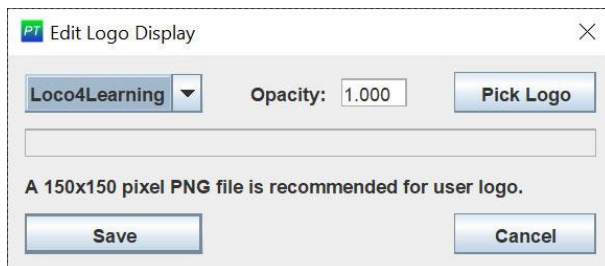 PT Edit Logo Display
Loco4Learning Opacity: 1.000 Pick Logo
A 150x150 pixel PNG file is recommended for user logo.
Save Cancel